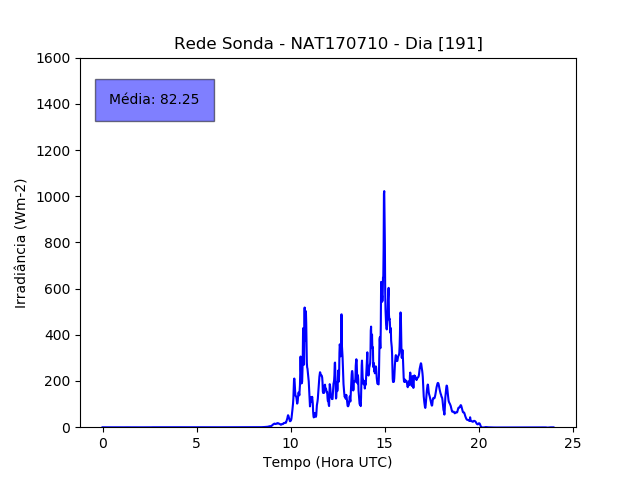 Rede Sonda - NAT170710 - Dia [191]
1600
1400
1200
1000
800
600
400
200
0
Média: 82.25
Irradiância (Wm-2)
0 5 10 15 20 25
Tempo (Hora UTC)